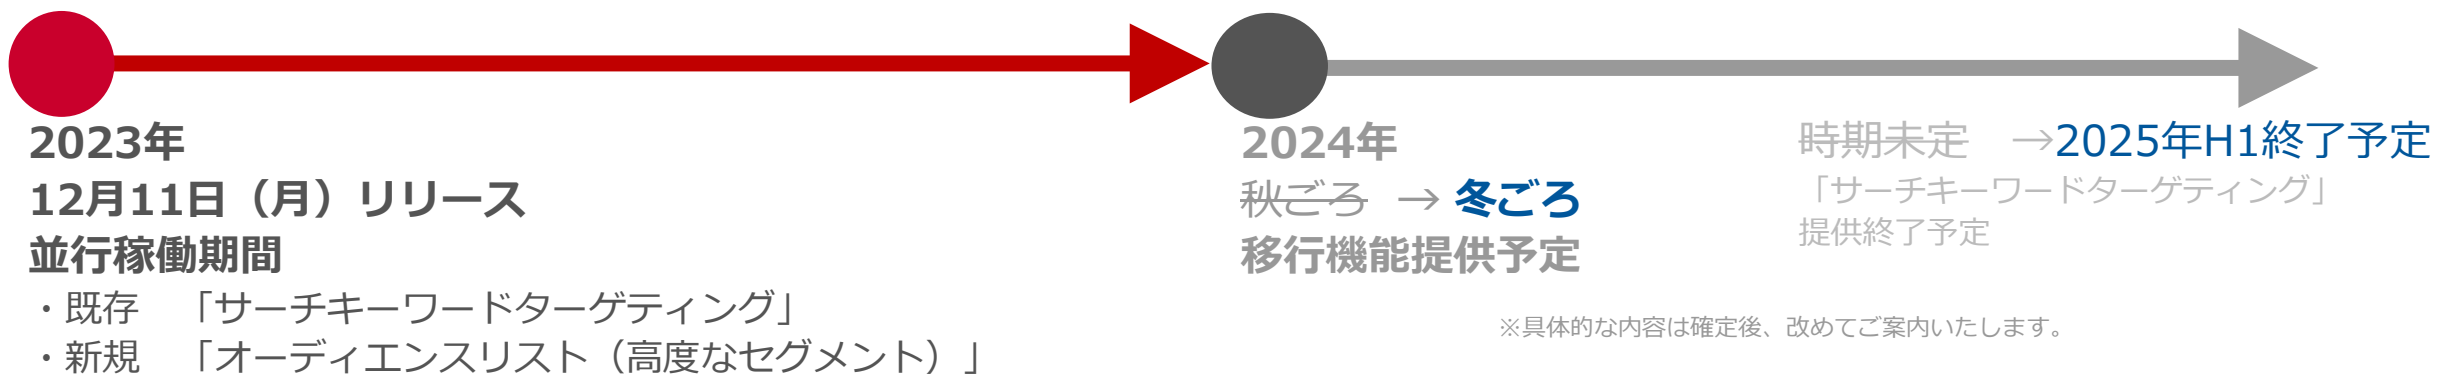 2023年
12月11日（月）リリース
並行稼働期間
・既存　「サーチキーワードターゲティング」
・新規　「オーディエンスリスト（高度なセグメント）」
2024年
秋ごろ → 冬ごろ
移行機能提供予定
時期未定 →2025年H1終了予定
「サーチキーワードターゲティング」
提供終了予定
※具体的な内容は確定後、改めてご案内いたします。